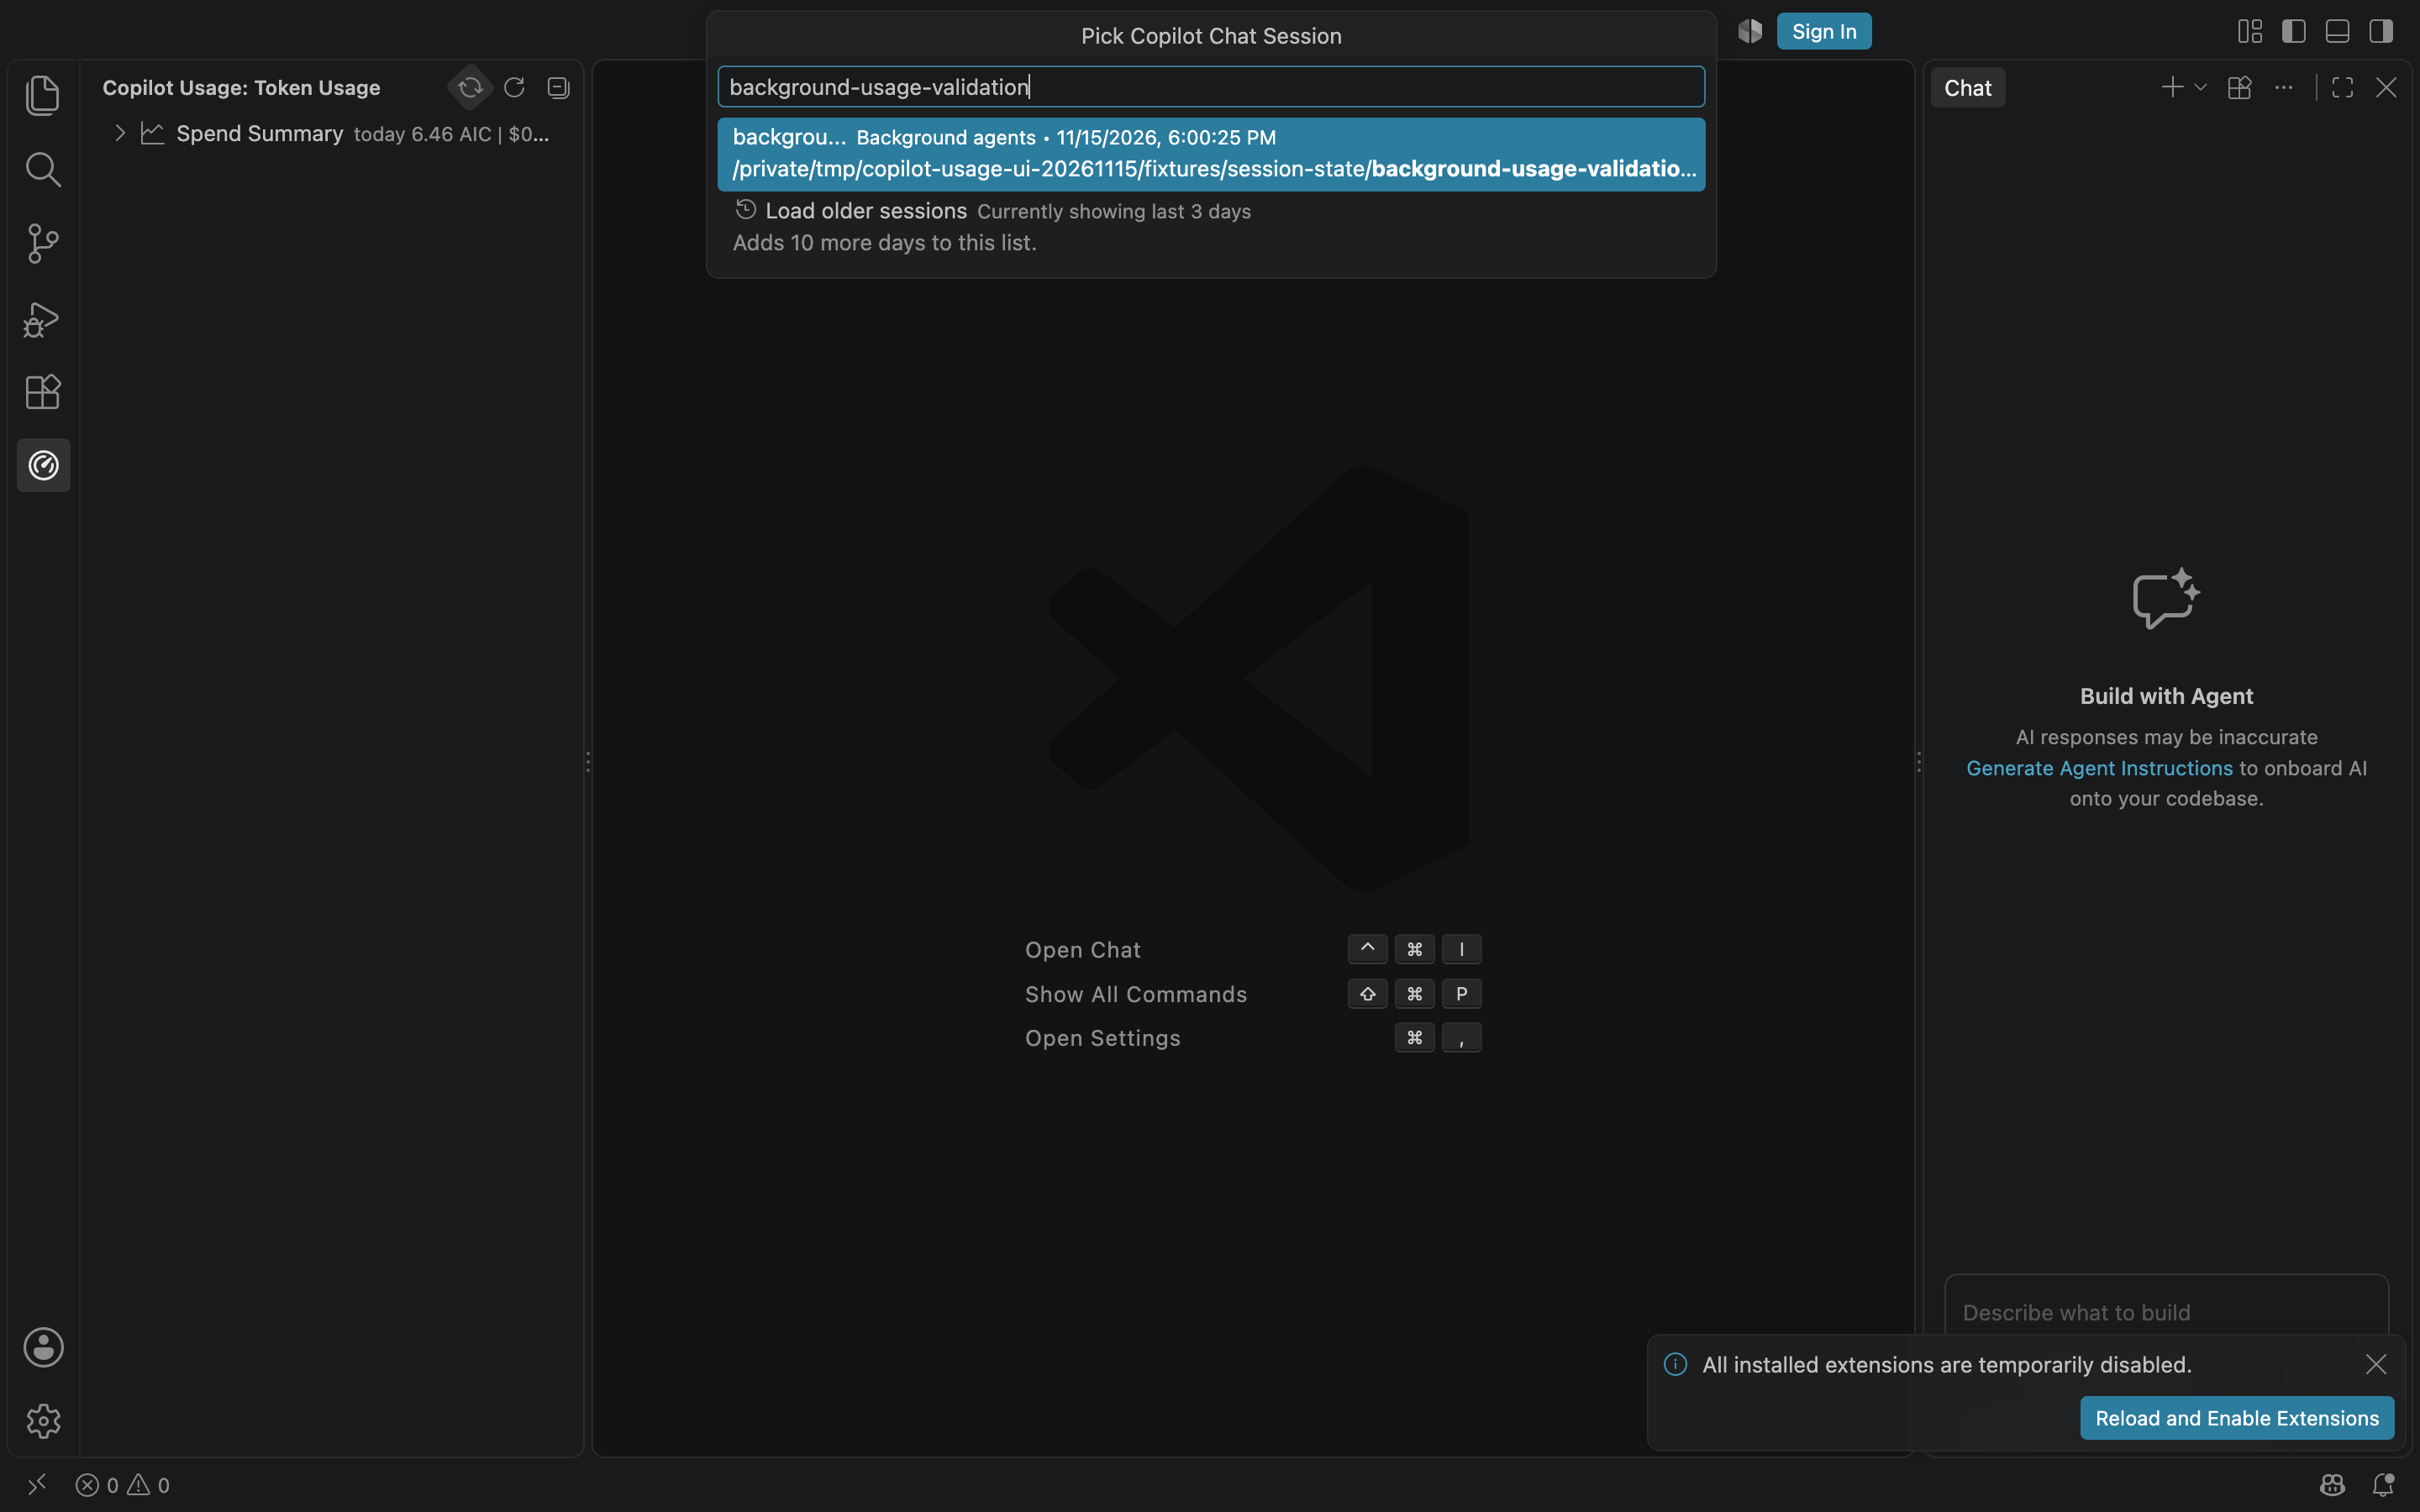 Pick Copilot Chat Session
Sign In
background-usage-validation
backgrou... Background agents • 11/15/2026, 6:00:25 PM
/private/tmp/copilot-usage-ui-20261115/fixtures/session-state/background-usage-validatio...
Load older sessions Currently showing last 3 days
Adds 10 more days to this list.
Copilot Usage: Token Usage
Spend Summary today 6.46 AIC | $0...
Open Chat ^ ⌘ I
Show All Commands ⇧ ⌘ P
Open Settings ⌘ ,
Chat
Build with Agent
AI responses may be inaccurate
Generate Agent Instructions to onboard AI
onto your codebase.
Describe what to build
All installed extensions are temporarily disabled.
Reload and Enable Extensions
0 0